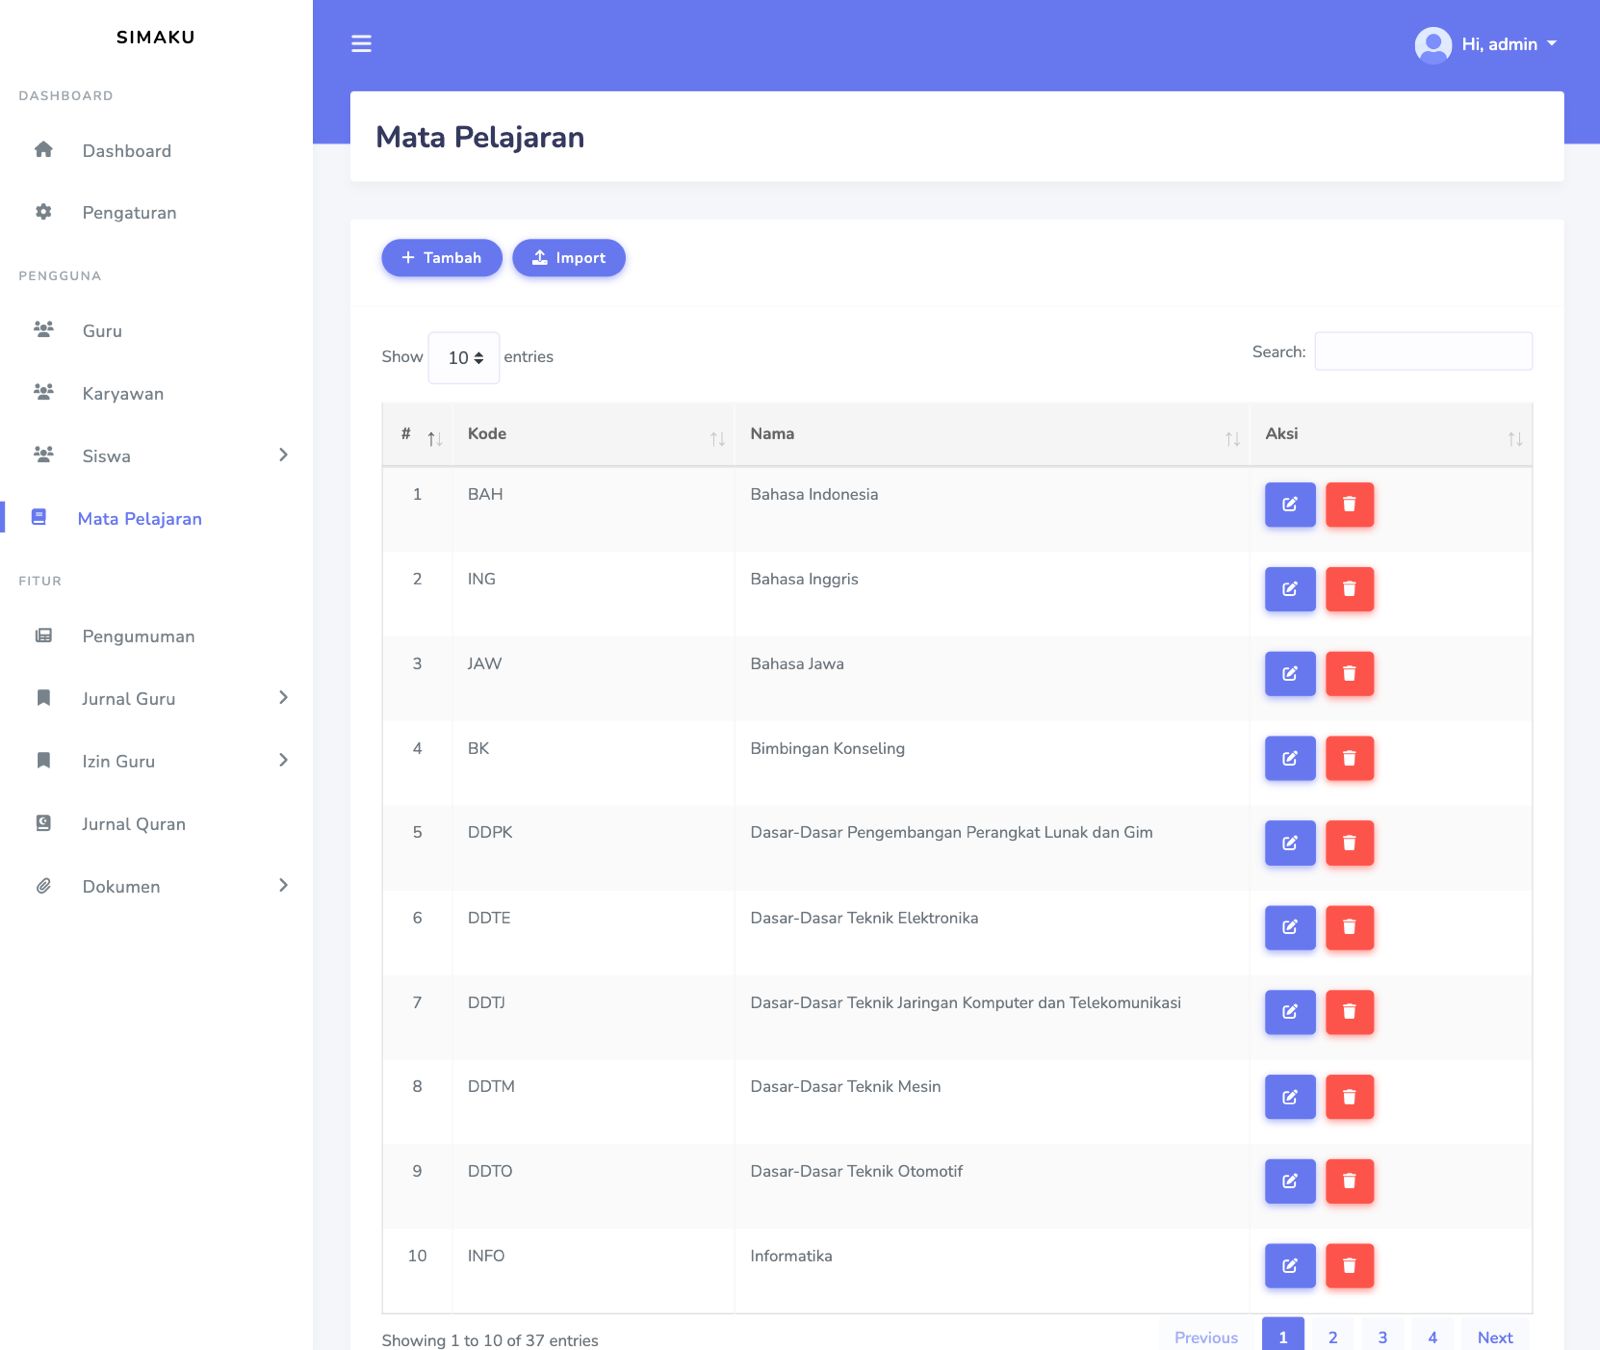 SIMAKU
Hi, admin
DASHBOARD
Dashboard
Pengaturan
PENGGUNA
Guru
Karyawan
Siswa
Mata Pelajaran
FITUR
Pengumuman
Jurnal Guru
Izin Guru
Jurnal Quran
Dokumen
Mata Pelajaran
Tambah Import
Show 10 entries Search:
# Kode Nama Aksi
1 BAH Bahasa Indonesia
2 ING Bahasa Inggris
3 JAW Bahasa Jawa
4 BK Bimbingan Konseling
5 DDPK Dasar-Dasar Pengembangan Perangkat Lunak dan Gim
6 DDTE Dasar-Dasar Teknik Elektronika
7 DDTJ Dasar-Dasar Teknik Jaringan Komputer dan Telekomunikasi
8 DDTM Dasar-Dasar Teknik Mesin
9 DDTO Dasar-Dasar Teknik Otomotif
10 INFO Informatika
Showing 1 to 10 of 37 entries Previous 1 2 3 4 Next